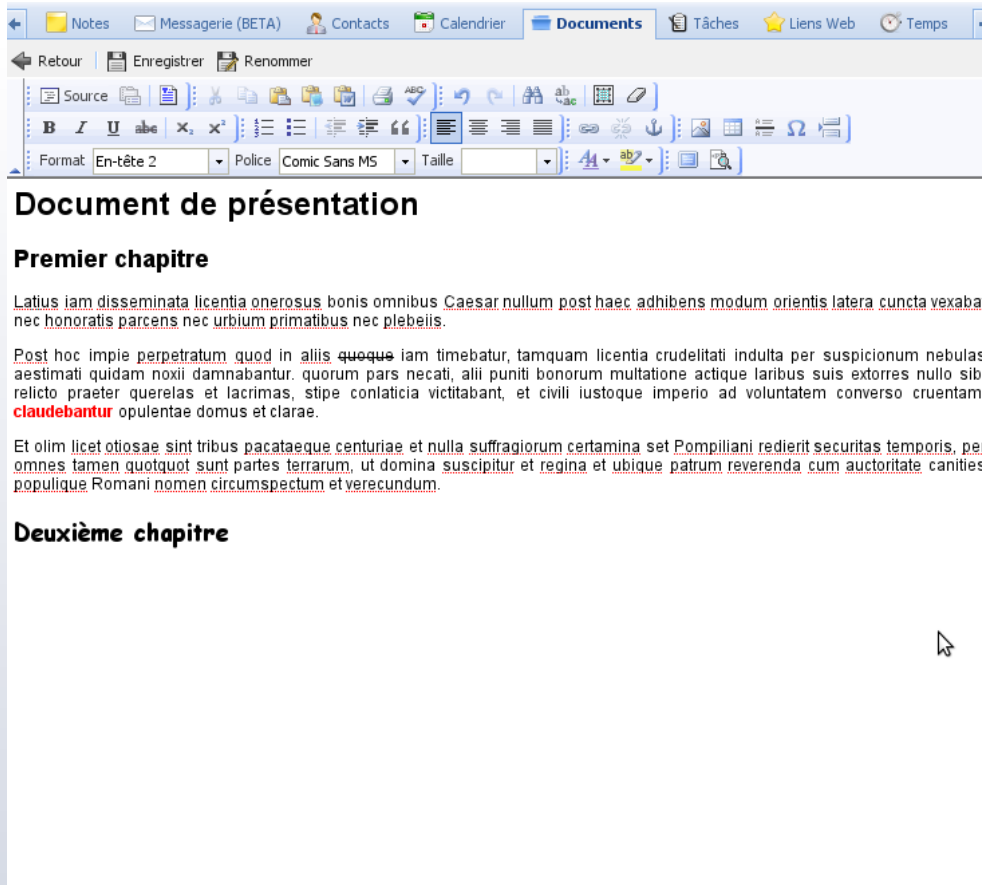 Notes Messagerie (BETA) Contacts Calendrier Documents Tâches Liens Web Temps
Retour Enregistrer Renommer
Source
Format En-tête 2 Police Comic Sans MS Taille
Document de présentation
Premier chapitre
Latius iam disseminata licentia onerosus bonis omnibus Caesar nullum post haec adhibens modum orientis latera cuncta vexaba
nec honoratis parcens nec urbium primatibus nec plebeiis.
Post hoc impie perpetratum quod in aliis quoque iam timebatur, tamquam licentia crudelitati indulta per suspicionum nebulas
aestimati quidam noxii damnabantur. quorum pars necati, alii puniti bonorum multatione actique laribus suis extorres nullo sib
relicto praeter querelas et lacrimas, stipe conlaticia victitabant, et civili iustoque imperio ad voluntatem converso cruentam
claudebantur opulentae domus et clarae.
Et olim licet otiosae sint tribus pacataeque centuriae et nulla suffragiorum certamina set Pompiliani redierit securitas temporis, per
omnes tamen quotquot sunt partes terrarum, ut domina suscipitur et regina et ubique patrum reverenda cum auctoritate canities
populique Romani nomen circumspectum et verecundum.
Deuxième chapitre